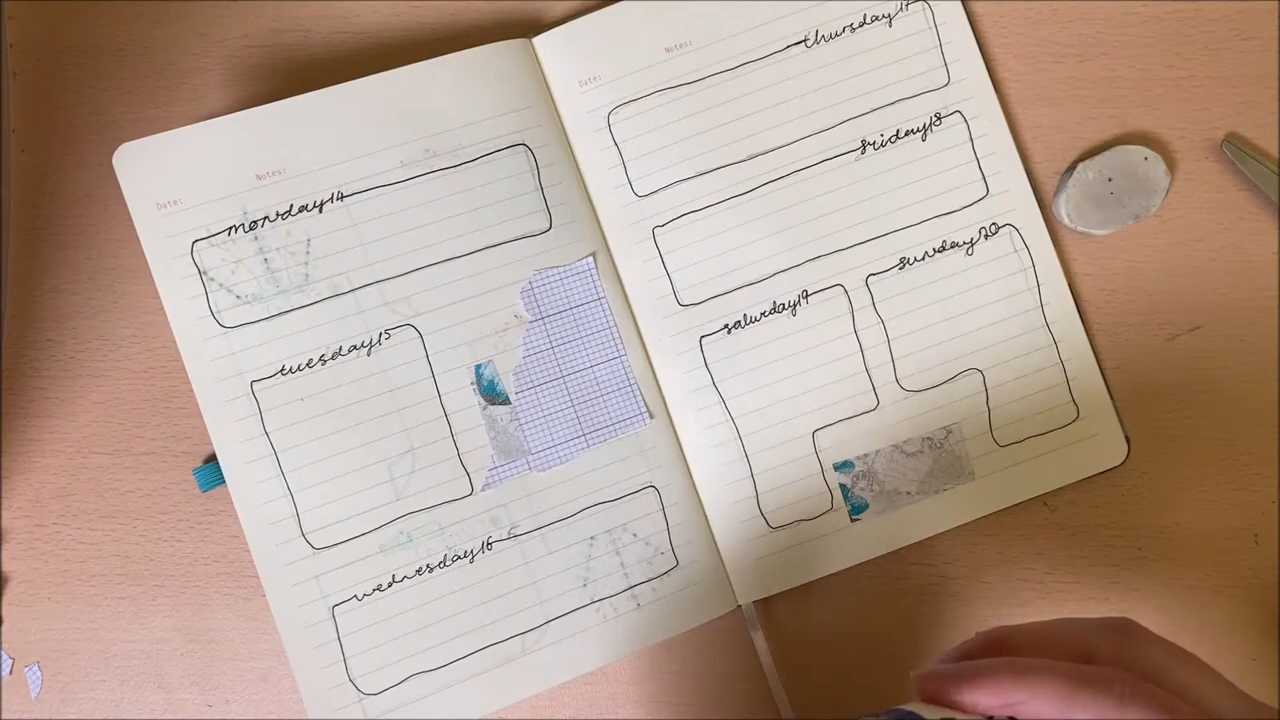 Date:
Notes:
monday14
tuesday15
wednesday16
Date:
Notes:
thursday17
friday18
saturday19
sunday20